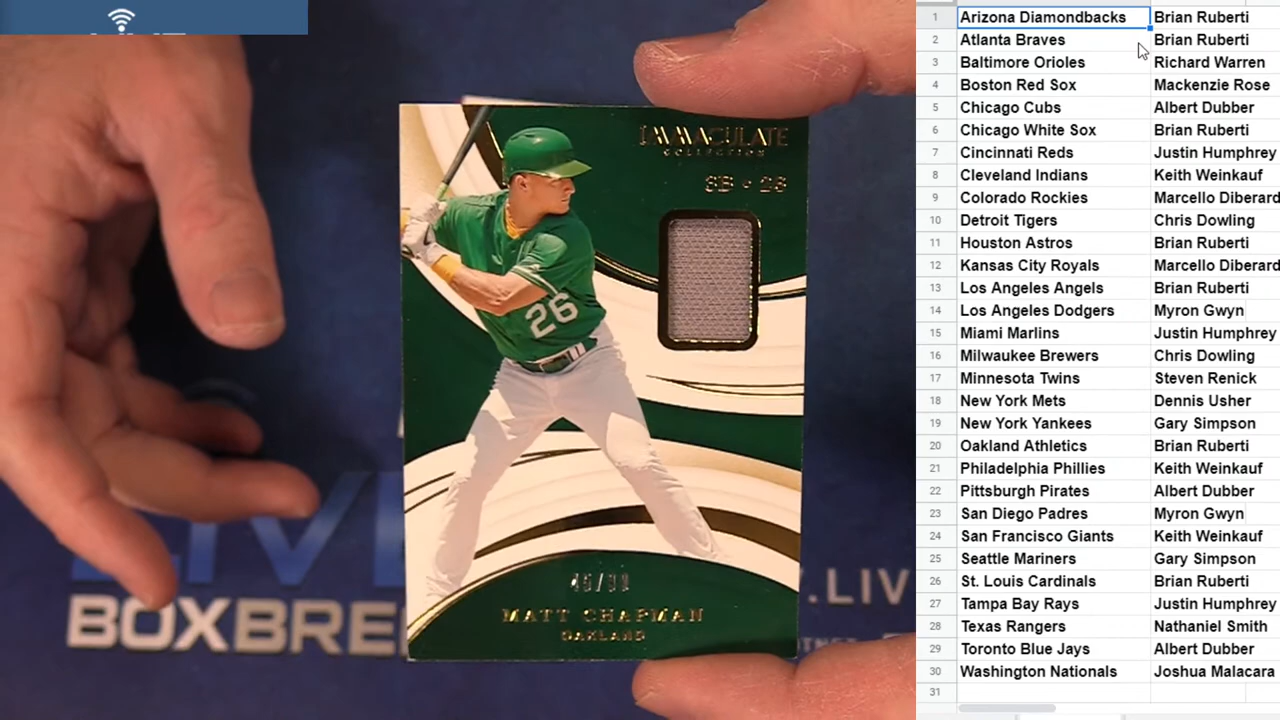 IMMACULATE
COLLECTION
3B • 26
26
MATT CHAPMAN
OAKLAND
LIV
BOXBRE
.LIV
1 Arizona Diamondbacks Brian Ruberti
2 Atlanta Braves Brian Ruberti
3 Baltimore Orioles Richard Warren
4 Boston Red Sox Mackenzie Rose
5 Chicago Cubs Albert Dubber
6 Chicago White Sox Brian Ruberti
7 Cincinnati Reds Justin Humphrey
8 Cleveland Indians Keith Weinkauf
9 Colorado Rockies Marcello Diberard
10 Detroit Tigers Chris Dowling
11 Houston Astros Brian Ruberti
12 Kansas City Royals Marcello Diberard
13 Los Angeles Angels Brian Ruberti
14 Los Angeles Dodgers Myron Gwyn
15 Miami Marlins Justin Humphrey
16 Milwaukee Brewers Chris Dowling
17 Minnesota Twins Steven Renick
18 New York Mets Dennis Usher
19 New York Yankees Gary Simpson
20 Oakland Athletics Brian Ruberti
21 Philadelphia Phillies Keith Weinkauf
22 Pittsburgh Pirates Albert Dubber
23 San Diego Padres Myron Gwyn
24 San Francisco Giants Keith Weinkauf
25 Seattle Mariners Gary Simpson
26 St. Louis Cardinals Brian Ruberti
27 Tampa Bay Rays Justin Humphrey
28 Texas Rangers Nathaniel Smith
29 Toronto Blue Jays Albert Dubber
30 Washington Nationals Joshua Malacara
31